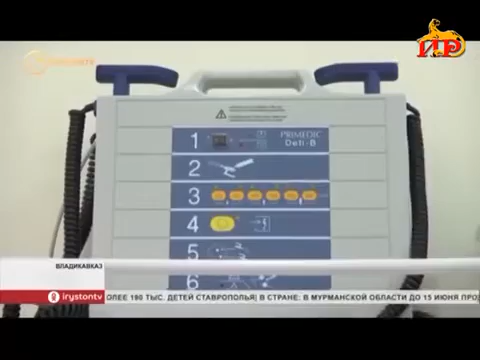 ИР
1
PRIMEDIC
Defi-B
2
3
4
5
6
ВЛАДИКАВКАЗ
irystontv
ОЛЕЕ 190 ТЫС. ДЕТЕЙ СТАВРОПОЛЬЯ| В СТРАНЕ: В МУРМАНСКОЙ ОБЛАСТИ ДО 15 ИЮНЯ ПРО